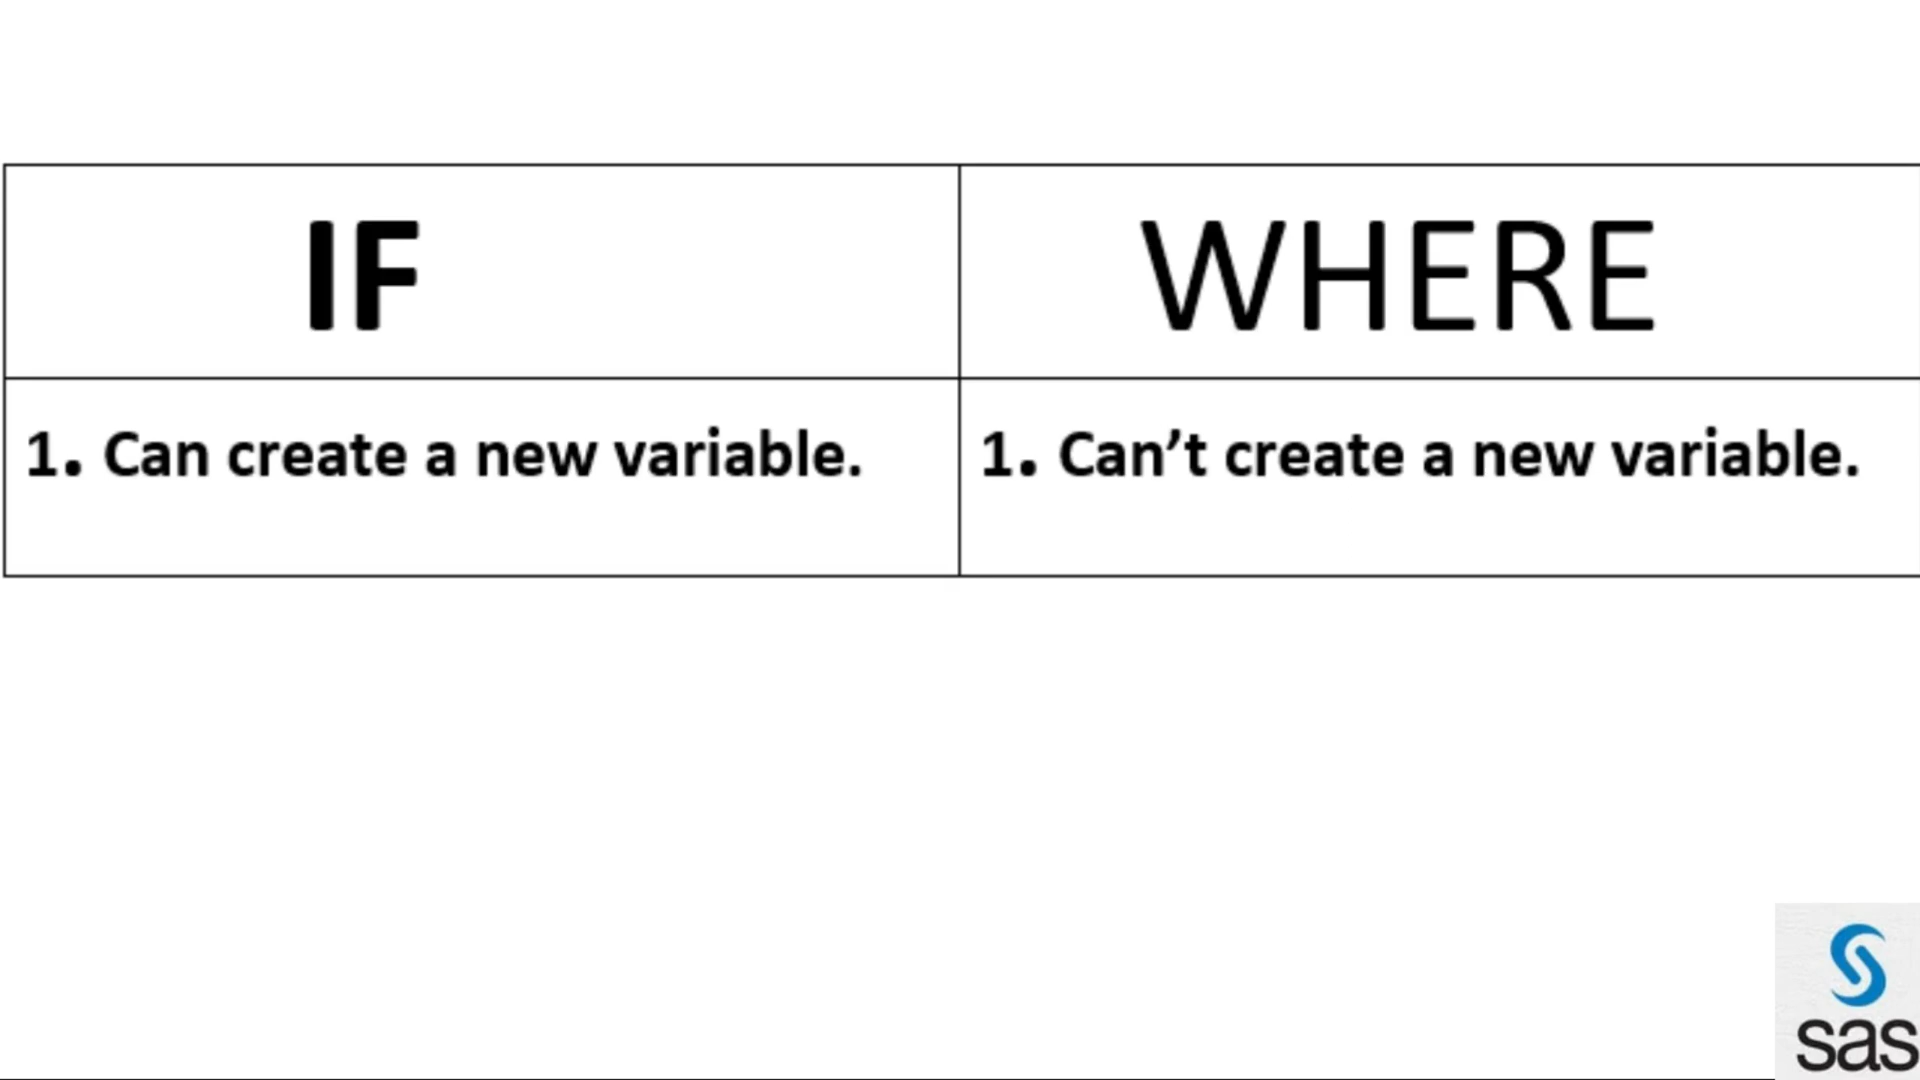 IF
WHERE
1. Can create a new variable.
1. Can’t create a new variable.
sas